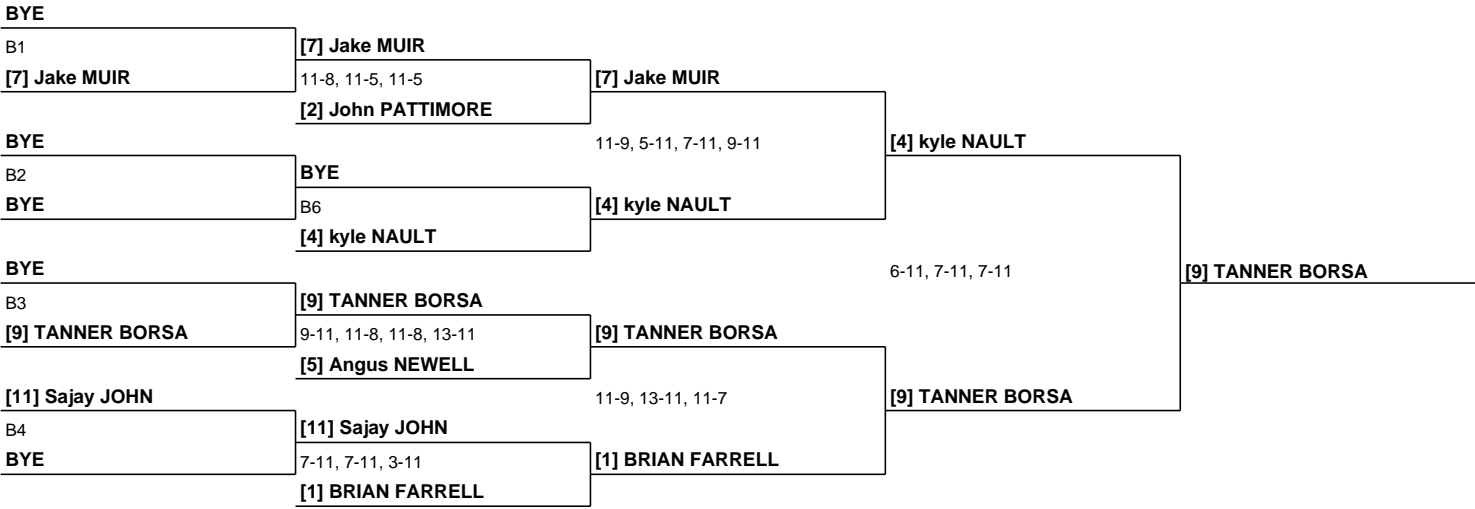 BYE
B1
[7] Jake MUIR
[7] Jake MUIR
11-8, 11-5, 11-5
[7] Jake MUIR
[2] John PATTIMORE
BYE
11-9, 5-11, 7-11, 9-11
[4] kyle NAULT
B2
BYE
BYE
B6
[4] kyle NAULT
[4] kyle NAULT
BYE
6-11, 7-11, 7-11
[9] TANNER BORSA
B3
[9] TANNER BORSA
[9] TANNER BORSA
9-11, 11-8, 11-8, 13-11
[9] TANNER BORSA
[5] Angus NEWELL
[11] Sajay JOHN
11-9, 13-11, 11-7
[9] TANNER BORSA
B4
[11] Sajay JOHN
BYE
7-11, 7-11, 3-11
[1] BRIAN FARRELL
[1] BRIAN FARRELL